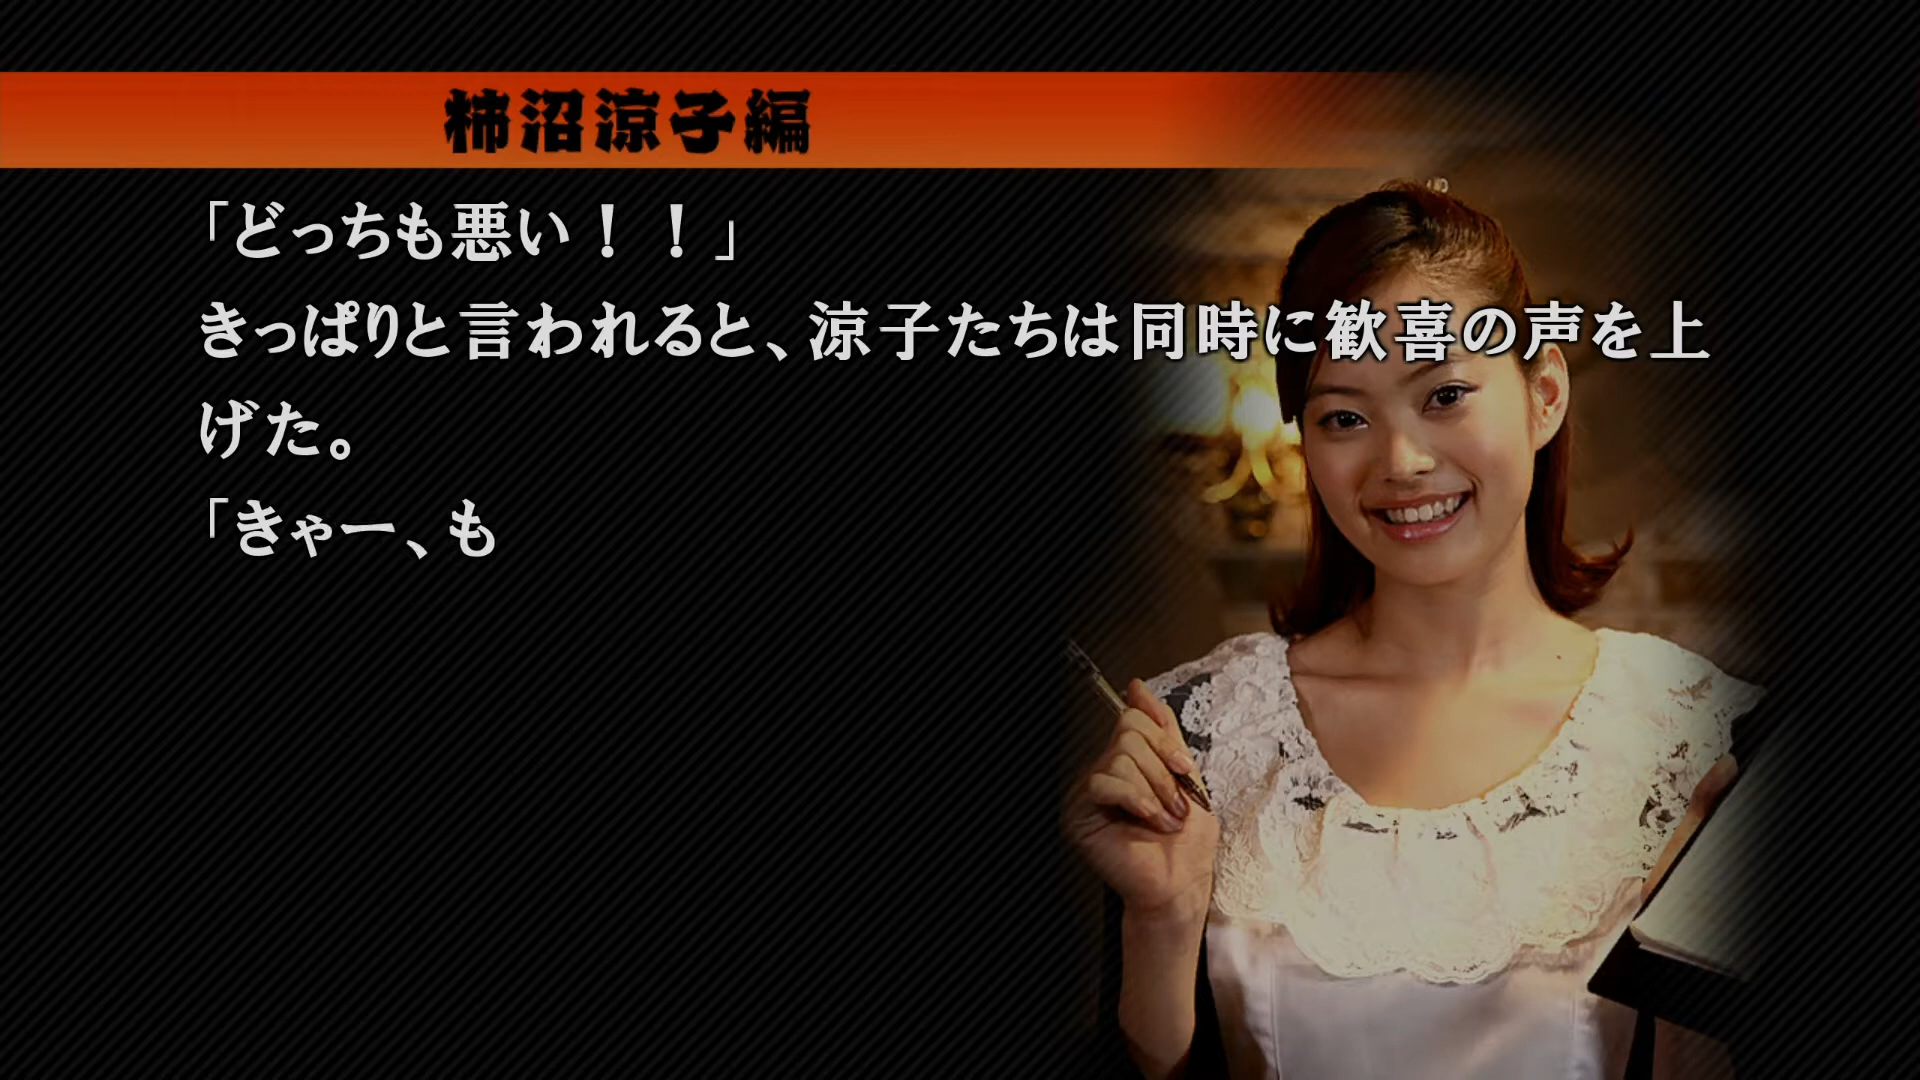 柿沼涼子編
「どっちも悪い！！」
きっぱりと言われると、涼子たちは同時に歓喜の声を上
げた。
「きゃー、も